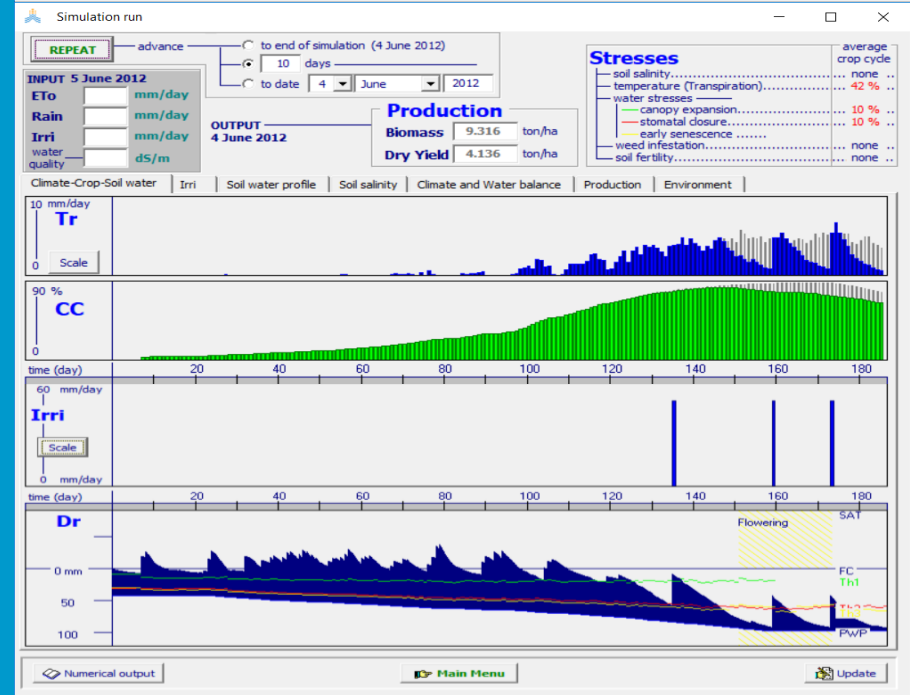 Simulation run
REPEAT
advance
to end of simulation (4 June 2012)
10 days
to date 4 June 2012
INPUT 5 June 2012
ETo mm/day
Rain mm/day
Irri mm/day
water quality dS/m
OUTPUT
4 June 2012
Production
Biomass 9.316 ton/ha
Dry Yield 4.136 ton/ha
Stresses
average
crop cycle
soil salinity................................ none ..
temperature (Transpiration)................ 42 % ..
water stresses
canopy expansion................... 10 % ..
stomatal closure.................... 10 % ..
early senescence .......
weed infestation......................... none ..
soil fertility................................ none ..
Climate-Crop-Soil water Irri Soil water profile Soil salinity Climate and Water balance Production Environment
10 mm/day
Tr
0 Scale
90 %
CC
0
time (day) 20 40 60 80 100 120 140 160 180
60 mm/day
Irri
Scale
0 mm/day
time (day) 20 40 60 80 100 120 140 160 180
Dr
Flowering
SAT
0 mm
FC
Th1
50
100
PWP
Numerical output Main Menu Update